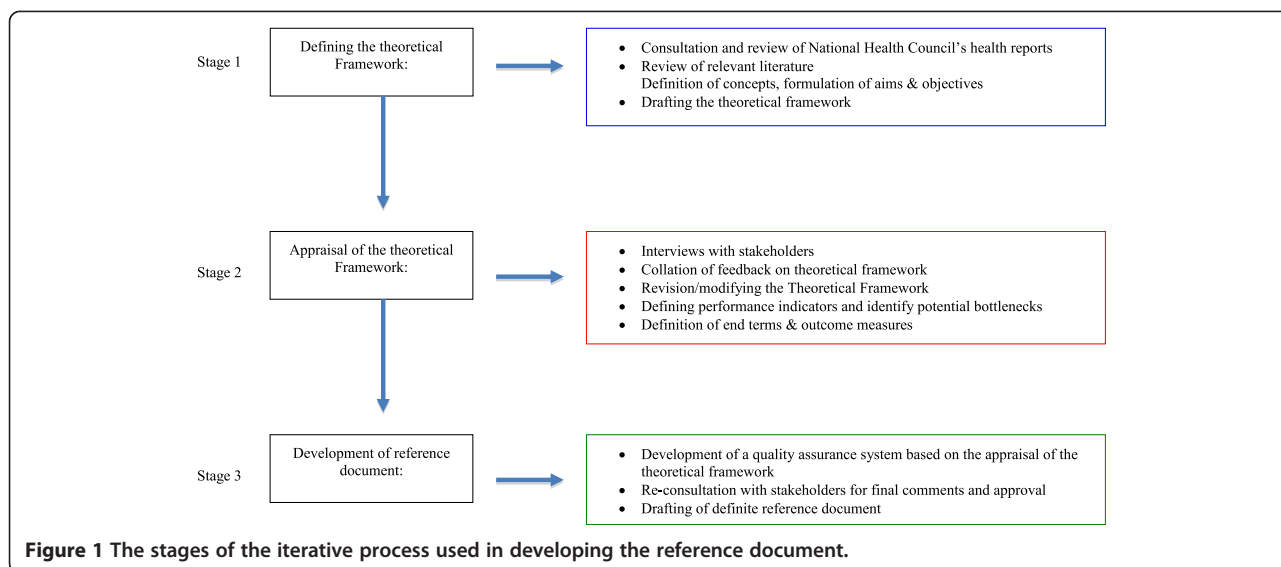 Stage 1
Defining the theoretical
Framework:
• Consultation and review of National Health Council's health reports
• Review of relevant literature
Definition of concepts, formulation of aims & objectives
• Drafting the theoretical framework
Stage 2
Appraisal of the theoretical
Framework:
• Interviews with stakeholders
• Collation of feedback on theoretical framework
• Revision/modifying the Theoretical Framework
• Defining performance indicators and identify potential bottlenecks
• Definition of end terms & outcome measures
Stage 3
Development of reference
document:
• Development of a quality assurance system based on the appraisal of the
theoretical framework
• Re-consultation with stakeholders for final comments and approval
• Drafting of definite reference document
Figure 1 The stages of the iterative process used in developing the reference document.